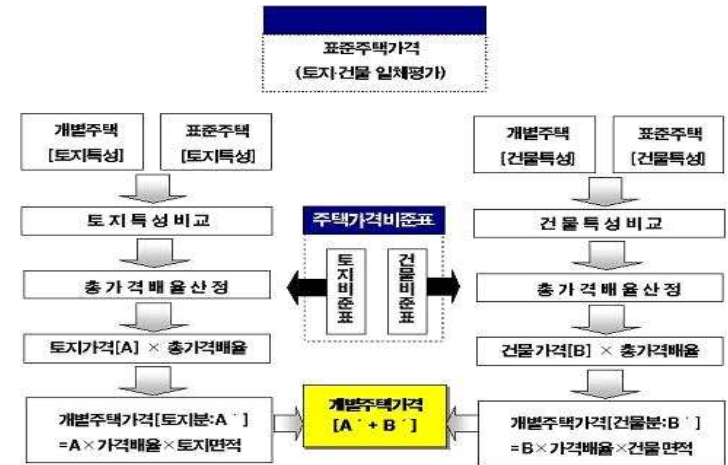 표준주택가격
(토지·건물 일체평가)
개별주택
[토지특성]
표준주택
[토지특성]
개별주택
[건물특성]
표준주택
[건물특성]
토지특성비교
주택가격비준표
건물특성비교
토지비준표
건물비준표
총가격배율산정
총가격배율산정
토지가격[A] × 총가격배율
건물가격[B] × 총가격배율
개별주택가격[토지분:A´]
=A×가격배율×토지면적
개별주택가격
[A´+B´]
개별주택가격[건물분:B´]
=B×가격배율×건물면적